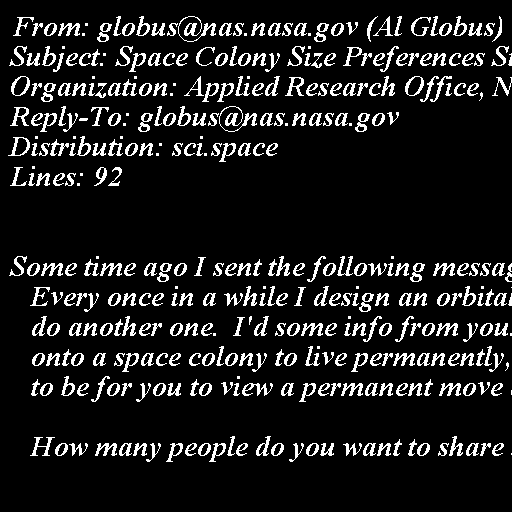 From: globus@nas.nasa.gov (Al Globus)
Subject: Space Colony Size Preferences S
Organization: Applied Research Office, N
Reply-To: globus@nas.nasa.gov
Distribution: sci.space
Lines: 92
Some time ago I sent the following messag
Every once in a while I design an orbita
do another one.  I'd some info from you.
onto a space colony to live permanently,
to be for you to view a permanent move
How many people do you want to share